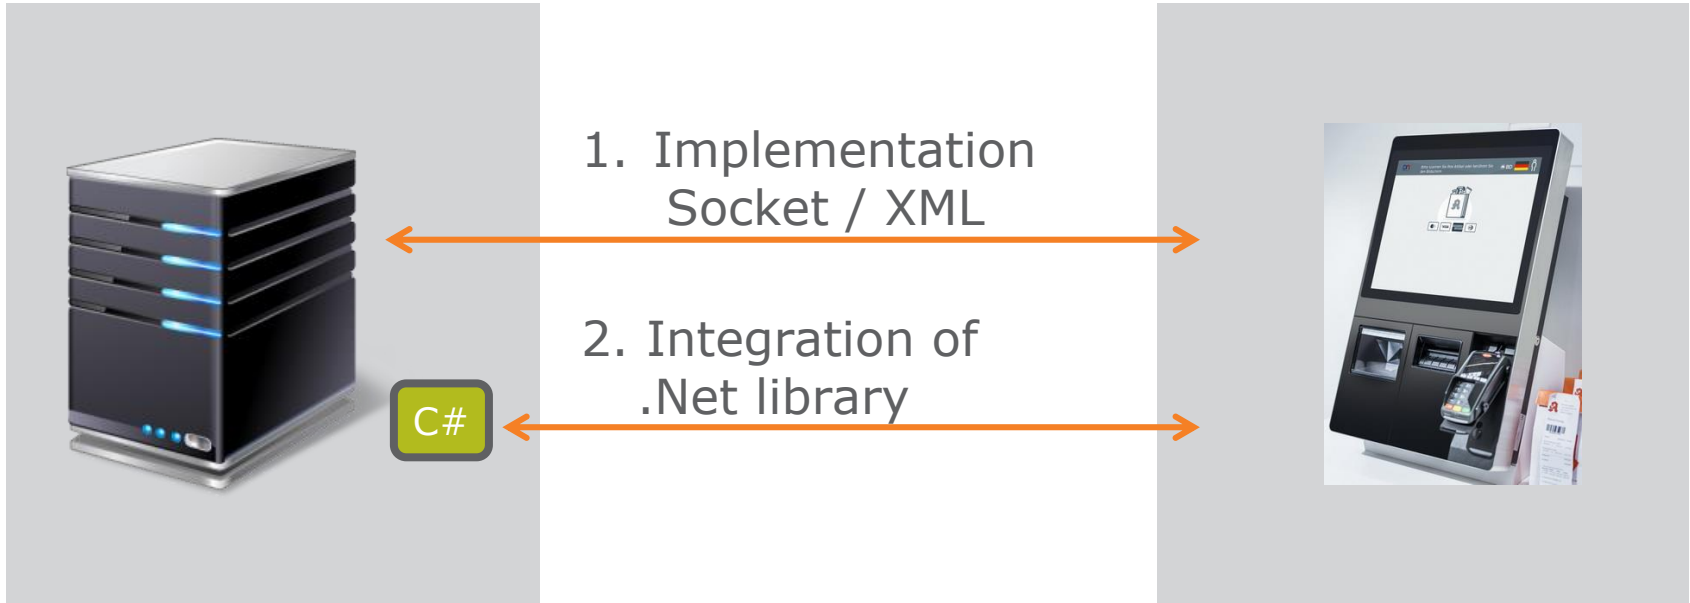 1. Implementation
Socket / XML
2. Integration of
.Net library
C#